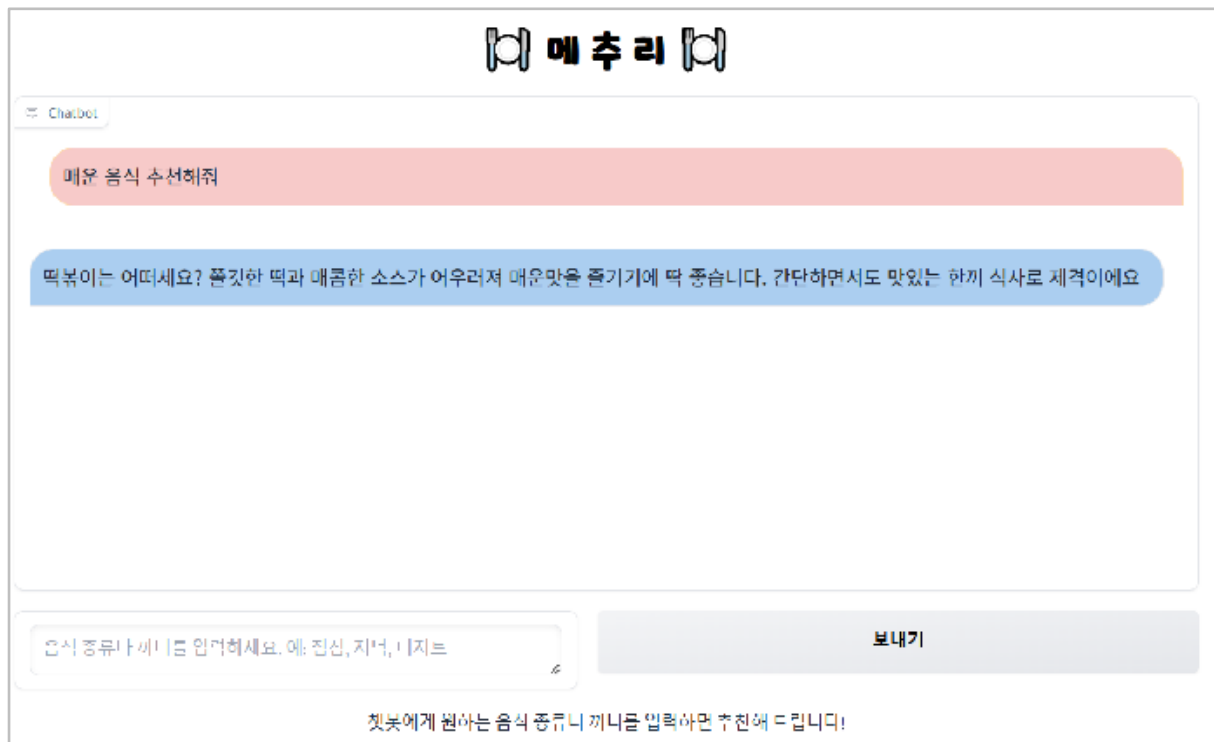 🍽 메추리 🍽
Chatbot
매운 음식 추천해줘
떡볶이는 어떠세요? 쫄깃한 떡과 매콤한 소스가 어우러져 매운맛을 즐기기에 딱 좋습니다. 간단하면서도 맛있는 한끼 식사로 제격이에요
음식 종류나 끼니를 입력하세요. 예: 점심, 저녁, 디저트
보내기
챗봇에게 원하는 음식 종류나 끼니를 입력하면 추천해 드립니다!